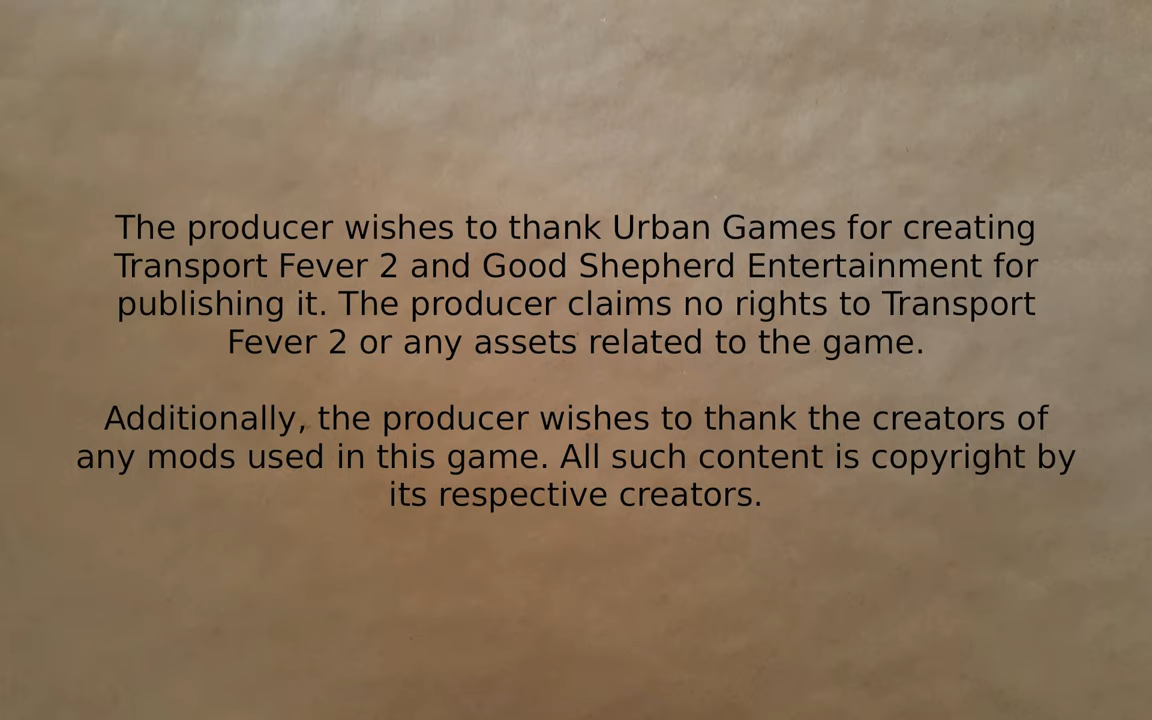 The producer wishes to thank Urban Games for creating
Transport Fever 2 and Good Shepherd Entertainment for
publishing it. The producer claims no rights to Transport
Fever 2 or any assets related to the game.
Additionally, the producer wishes to thank the creators of
any mods used in this game. All such content is copyright by
its respective creators.